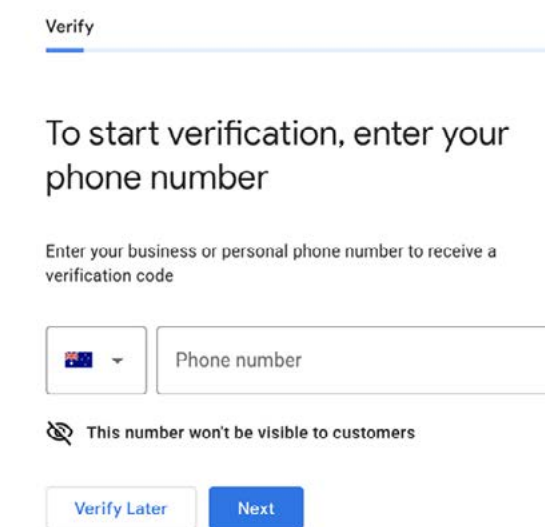 Verify
To start verification, enter your
phone number
Enter your business or personal phone number to receive a
verification code
Phone number
This number won't be visible to customers
Verify Later
Next